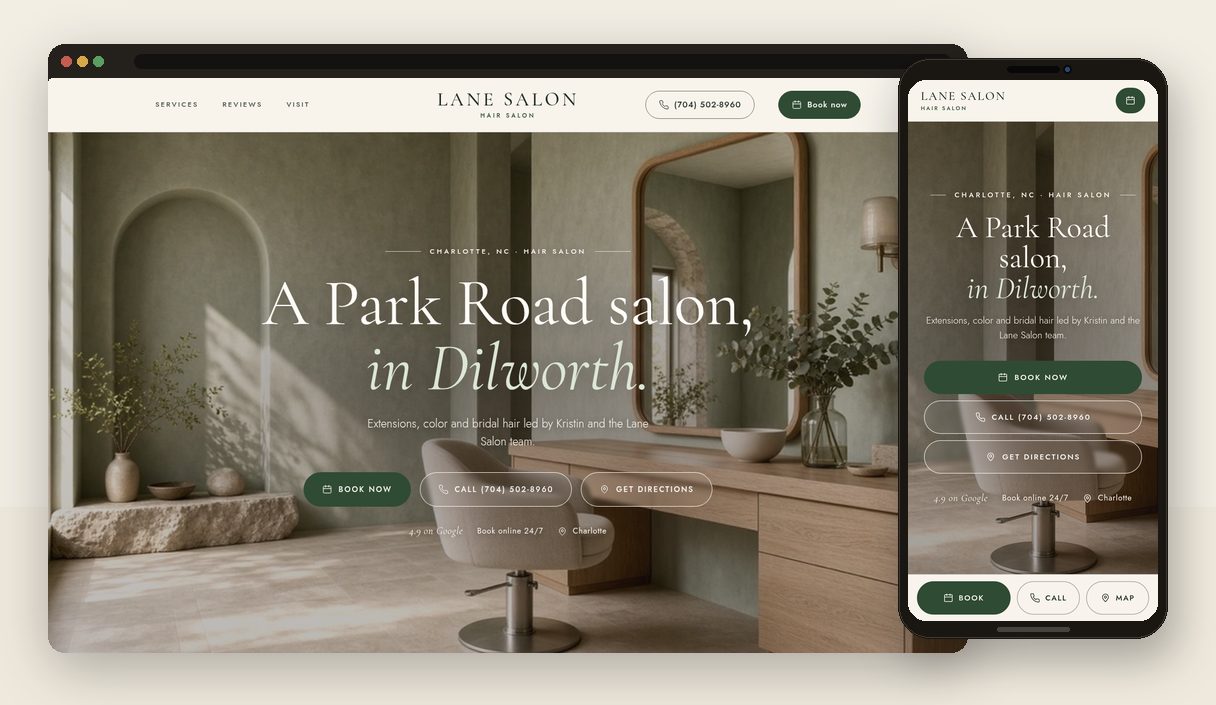 SERVICES REVIEWS VISIT
LANE SALON
HAIR SALON
(704) 502-8960
Book now
CHARLOTTE, NC · HAIR SALON
A Park Road salon,
in Dilworth.
Extensions, color and bridal hair led by Kristin and the Lane
Salon team.
BOOK NOW
CALL (704) 502-8960
GET DIRECTIONS
4.9 on Google
Book online 24/7
Charlotte
LANE SALON
HAIR SALON
CHARLOTTE, NC · HAIR SALON
A Park Road
salon,
in Dilworth.
Extensions, color and bridal hair led by Kristin and the
Lane Salon team.
BOOK NOW
CALL (704) 502-8960
GET DIRECTIONS
4.9 on Google
Book online 24/7
Charlotte
BOOK
CALL
MAP